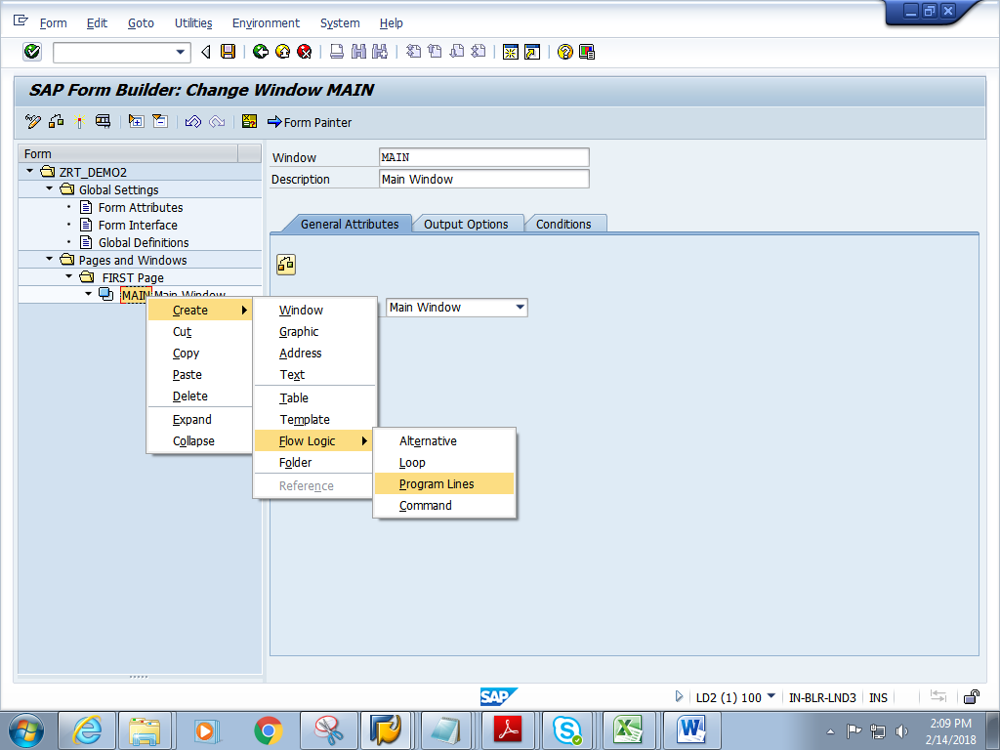 Form Edit Goto Utilities Environment System Help
SAP Form Builder: Change Window MAIN
Form Painter
Form
ZRT_DEMO2
Global Settings
Form Attributes
Form Interface
Global Definitions
Pages and Windows
FIRST Page
MAIN Main Window
Window MAIN
Description Main Window
General Attributes Output Options Conditions
Main Window
Create
Cut
Copy
Paste
Delete
Expand
Collapse
Window
Graphic
Address
Text
Table
Template
Flow Logic
Folder
Reference
Alternative
Loop
Program Lines
Command
SAP
LD2 (1) 100 IN-BLR-LND3 INS
2:09 PM
2/14/2018